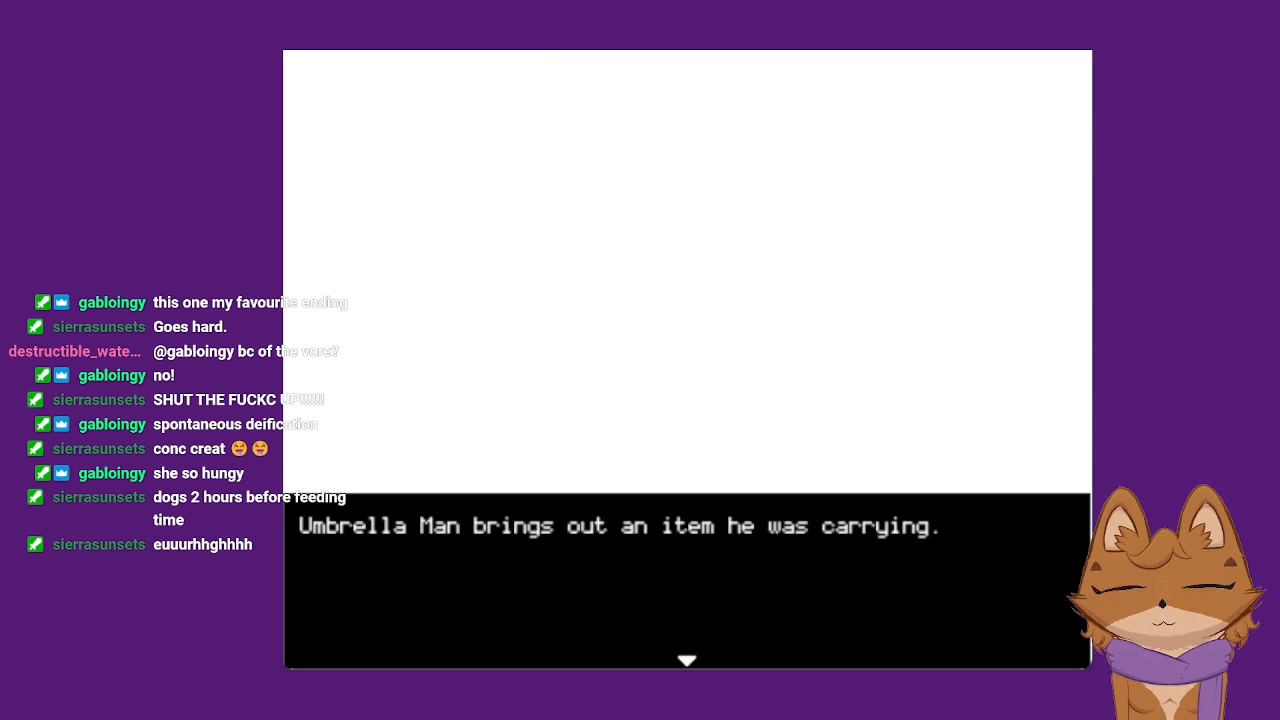 gabloingy this one my favourite ending
sierrasunsets Goes hard.
destructible_wate... @gabloingy bc of the vore?
gabloingy no!
sierrasunsets SHUT THE FUCKC UP!!!!!!!
gabloingy spontaneous deification
sierrasunsets conc creat 😆 😆
gabloingy she so hungy
sierrasunsets dogs 2 hours before feeding
time
sierrasunsets euuurhhghhhh
Umbrella Man brings out an item he was carrying.